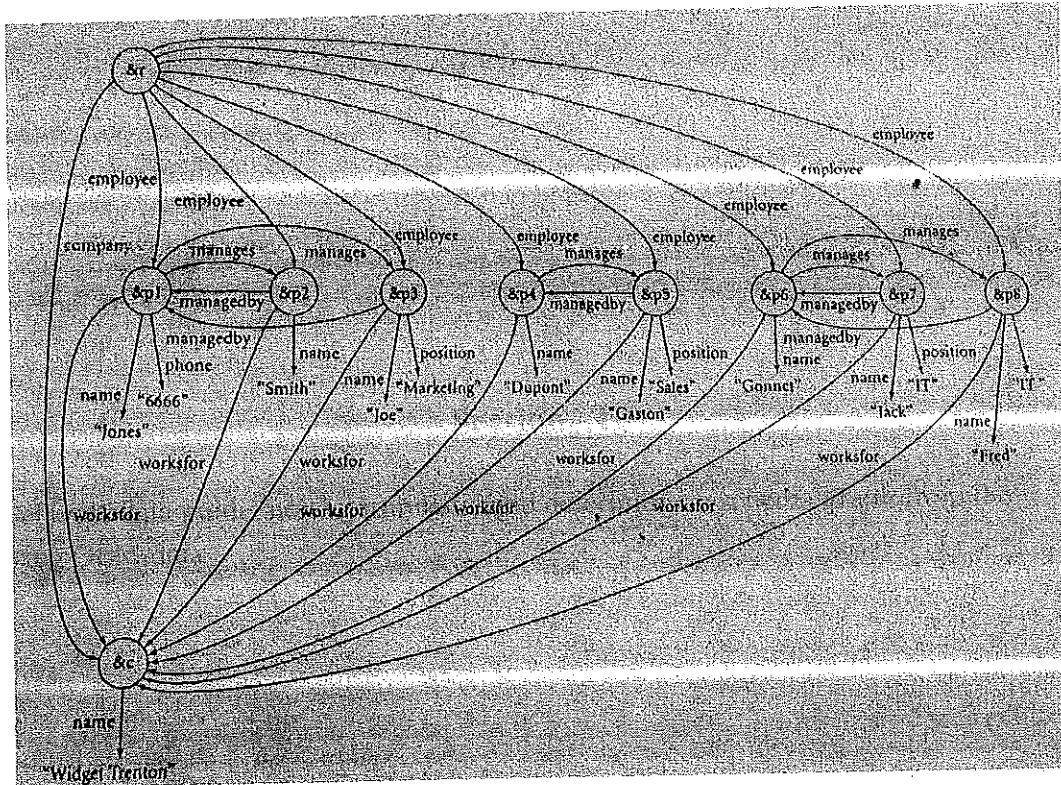 &r
employee
employee
employee
employee
company
manages
manages
employee
employee
employee
employee
manages
manages
manages
&p1
managedby
&p2
&p3
&p4
managedby
&p5
&p6
managedby
&p7
&p8
managedby
phone
name
position
name
position
managedby
name
position
name
"6666"
"Smith"
name
"Marketing"
"Dupont"
name
"Sales"
"Gonnet"
name
"IT"
"IT"
"Jones"
"Joe"
"Gaston"
"Jack"
name
"Fred"
worksfor
worksfor
worksfor
worksfor
worksfor
worksfor
worksfor
worksfor
&c
name
"Widget Trenton"